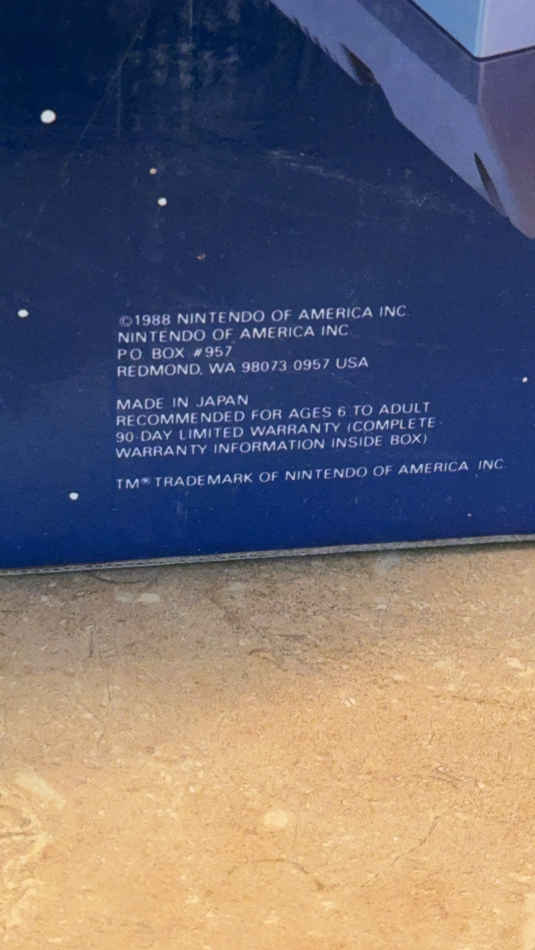 ©1988 NINTENDO OF AMERICA INC.
NINTENDO OF AMERICA INC
P.O. BOX #957
REDMOND, WA 98073-0957 USA
MADE IN JAPAN
RECOMMENDED FOR AGES 6 TO ADULT
90-DAY LIMITED WARRANTY (COMPLETE
WARRANTY INFORMATION INSIDE BOX)
TM® TRADEMARK OF NINTENDO OF AMERICA INC.